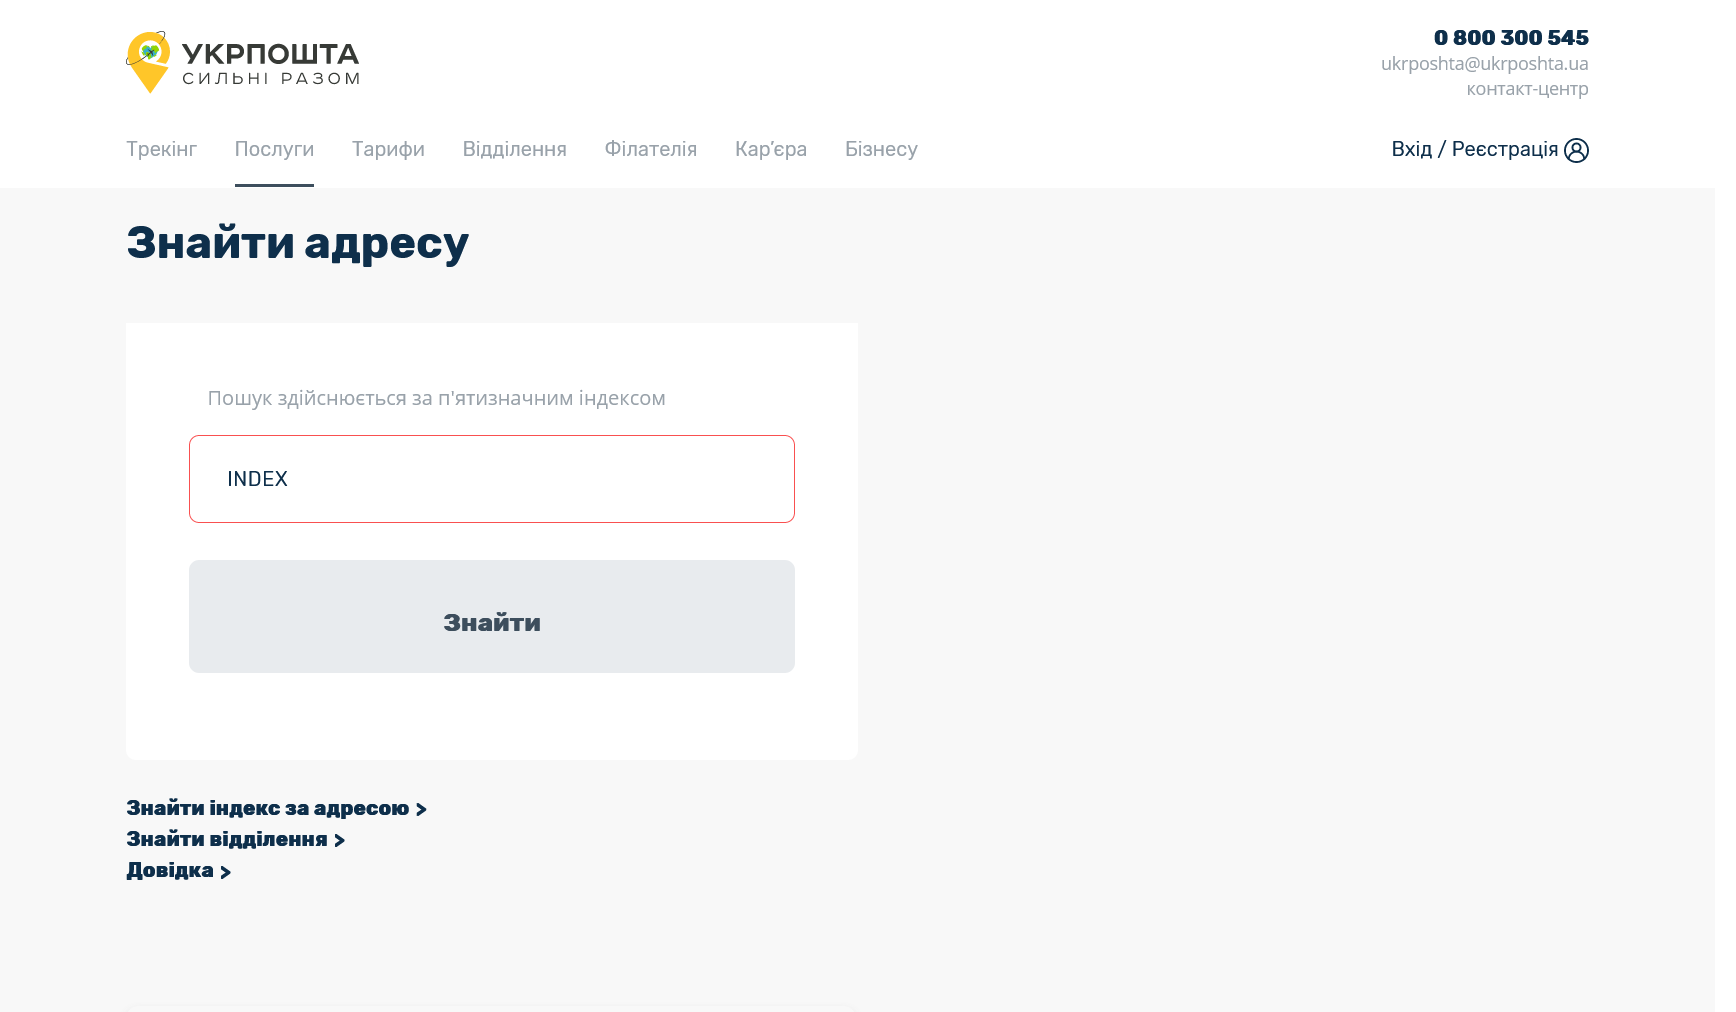 УКРПОШТА
СИЛЬНІ РАЗОМ
0 800 300 545
ukrposhta@ukrposhta.ua
контакт-центр
Трекінг Послуги Тарифи Відділення Філателія Кар’єра Бізнесу
Вхід / Реєстрація
Знайти адресу
Пошук здійснюється за п'ятизначним індексом
INDEX
Знайти
Знайти індекс за адресою >
Знайти відділення >
Довідка >